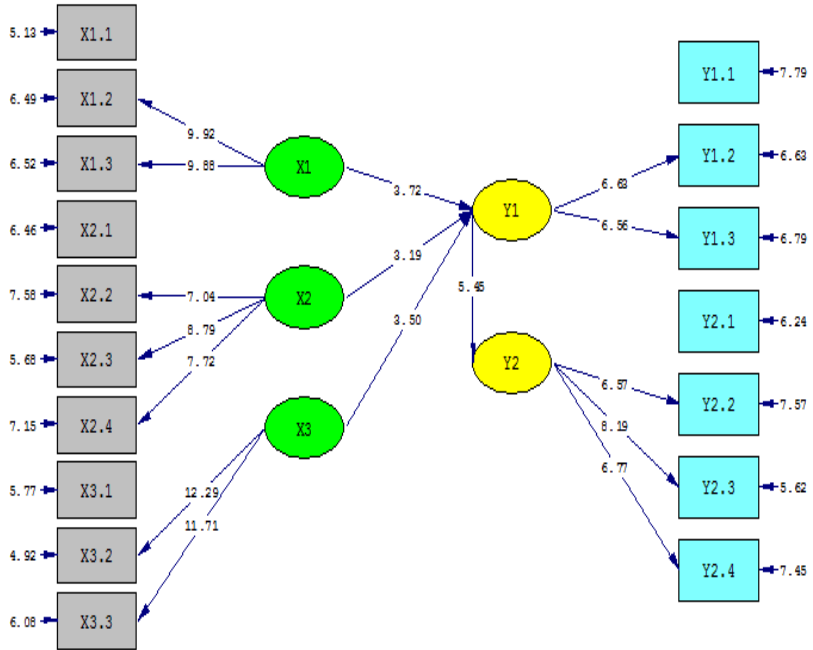 5.13 X1.1
6.49 X1.2
6.52 X1.3
6.46 X2.1
7.58 X2.2
5.68 X2.3
7.15 X2.4
5.77 X3.1
4.92 X3.2
6.08 X3.3
9.92
9.88
7.04
8.79
7.72
12.29
11.71
X1
X2
X3
3.72
3.19
3.50
Y1
5.45
Y2
6.63
6.56
6.57
8.19
6.77
Y1.1 7.79
Y1.2 6.63
Y1.3 6.79
Y2.1 6.24
Y2.2 7.57
Y2.3 5.62
Y2.4 7.45